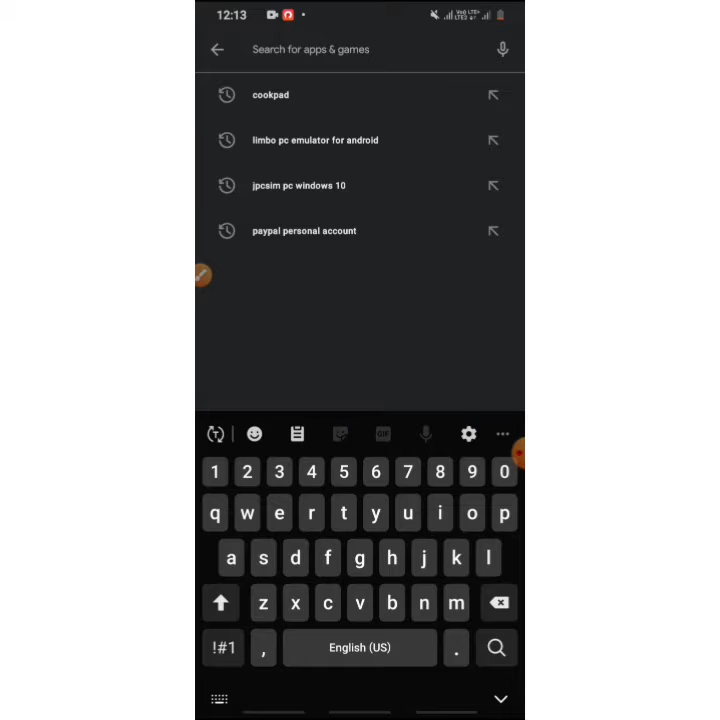 12:13
Search for apps & games
cookpad
limbo pc emulator for android
jpcsim pc windows 10
paypal personal account
GIF
1 2 3 4 5 6 7 8 9 0
q w e r t y u i o p
a s d f g h j k l
z x c v b n m
!#1 , English (US) .